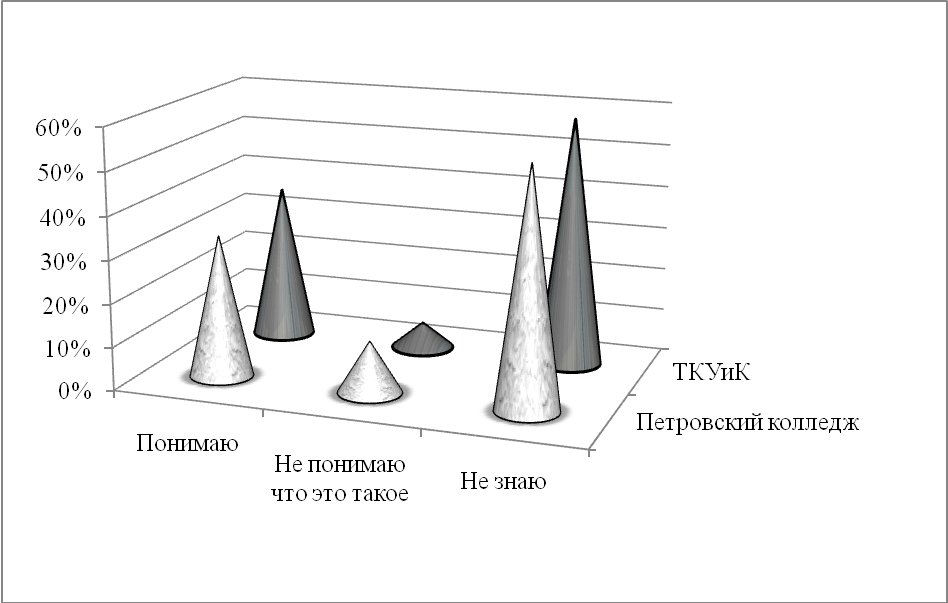 60%
50%
40%
30%
20%
10%
0%
ТКУиК
Петровский колледж
Понимаю
Не понимаю
что это такое
Не знаю